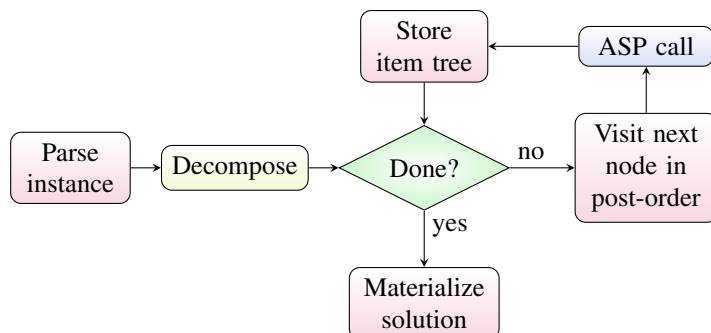 Store
item tree
ASP call
Parse
instance
Decompose
Done?
no
Visit next
node in
post-order
yes
Materialize
solution